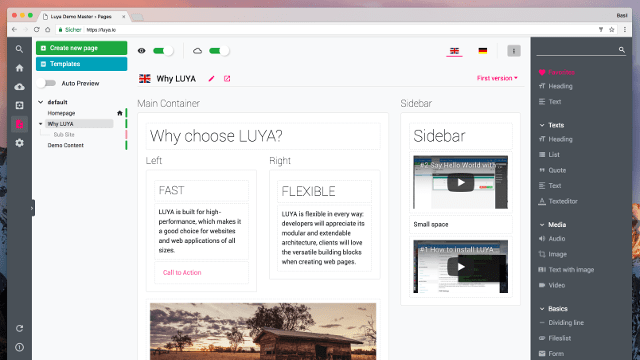 Luya Demo Master › Pages
Basil
Sicher
https://luya.io
Create new page
Templates
Auto Preview
default
Homepage
Why LUYA
Sub Site
Demo Content
Why LUYA
First version
Main Container
Why choose LUYA?
Left
FAST
LUYA is built for high-
performance, which makes it
a good choice for websites
and web applications of all
sizes.
Call to Action
Right
FLEXIBLE
LUYA is flexible in every way:
developers will appreciate its
modular and extendable
architecture, clients will love
the versatile building blocks
when creating web pages.
Sidebar
Sidebar
#2 Say Hello World with
Small space
#1 How to install LUYA
Favorites
Heading
Text
Texts
Heading
List
Quote
Text
Texteditor
Media
Audio
Image
Text with image
Video
Basics
Dividing line
Filelist
Form